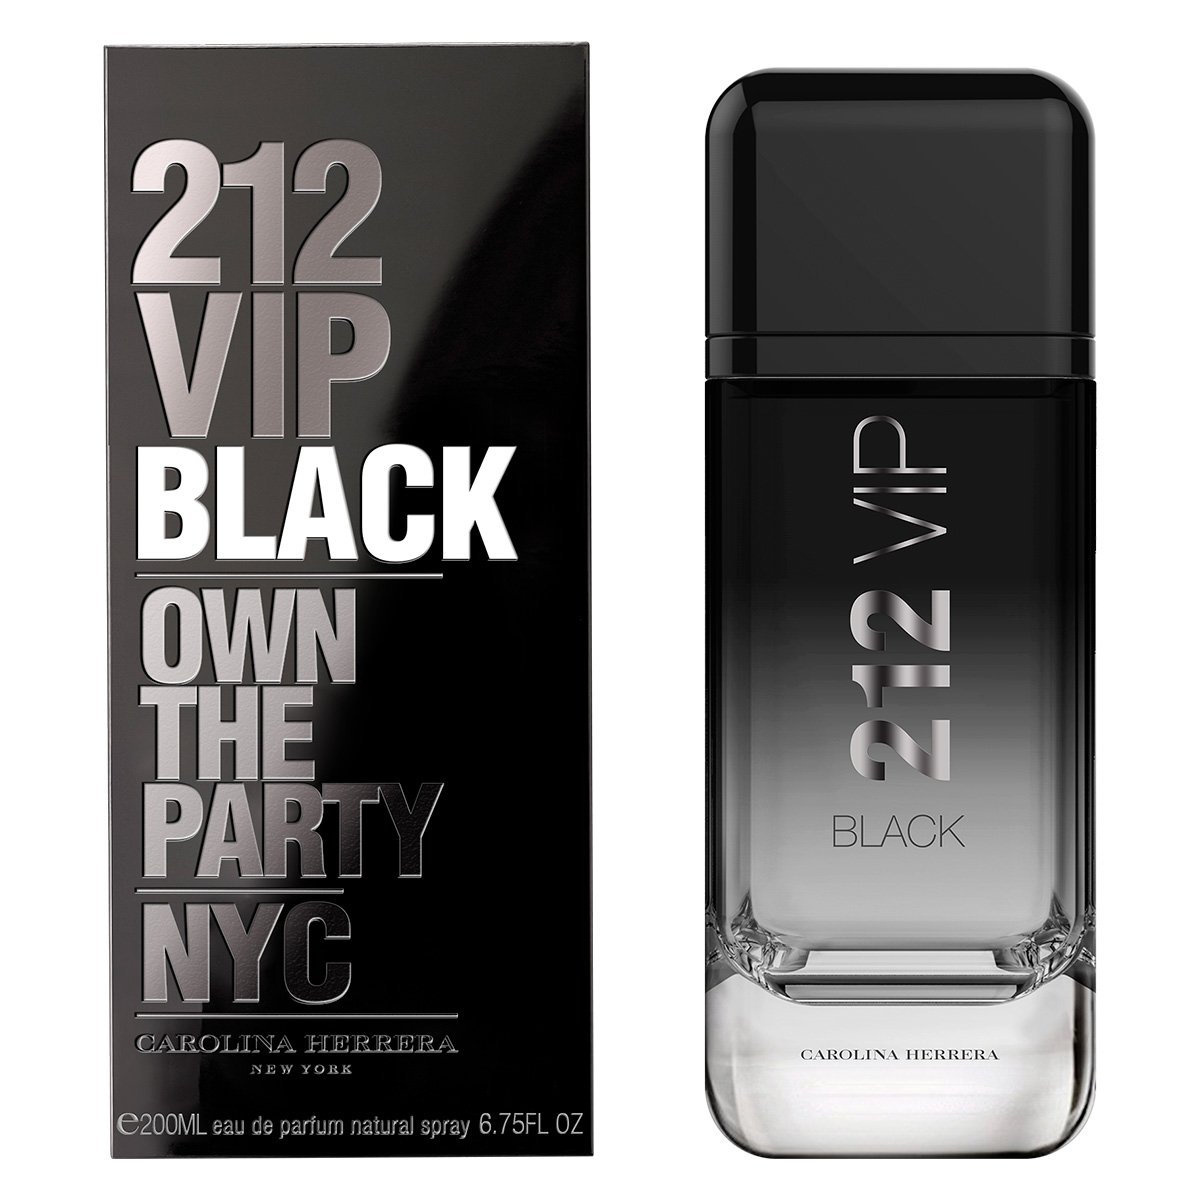 212
VIP
BLACK
OWN
THE
PARTY
NYC
CAROLINA HERRERA
NEW YORK
℮200ML eau de parfum natural spray 6.75FL OZ
212 VIP
BLACK
CAROLINA HERRERA